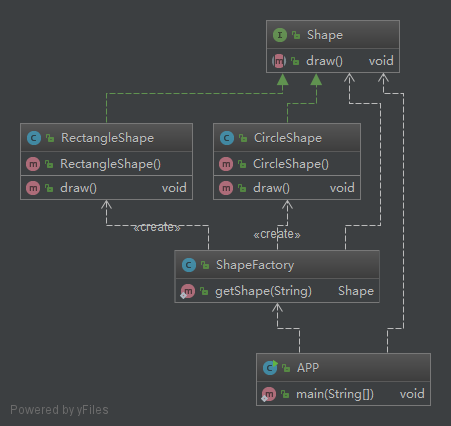 Shape
draw() void
RectangleShape
RectangleShape()
draw() void
CircleShape
CircleShape()
draw() void
«create»
«create»
ShapeFactory
getShape(String) Shape
APP
main(String[]) void
Powered by yFiles